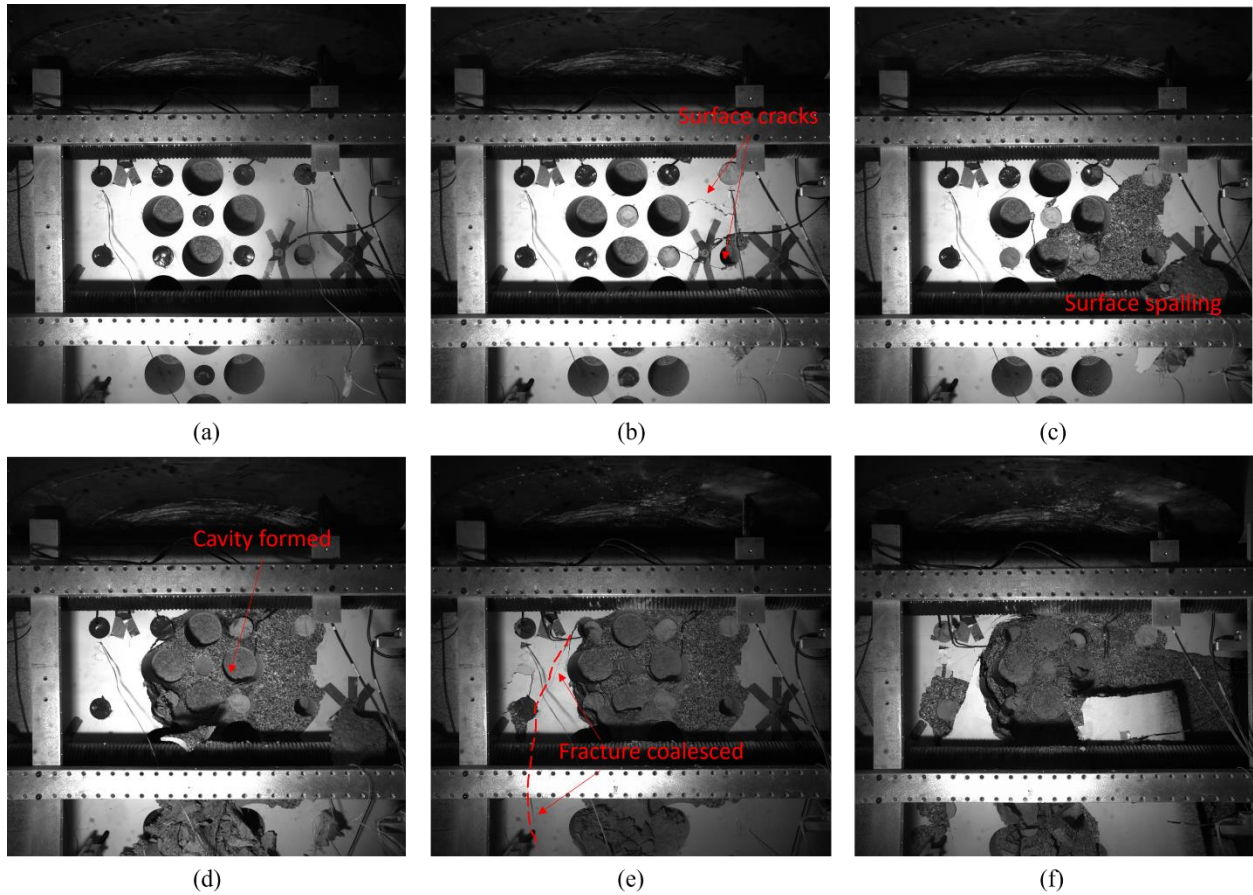 Surface cracks
Surface spalling
(a)
(b)
(c)
Cavity formed
Fracture coalesced
(d)
(e)
(f)